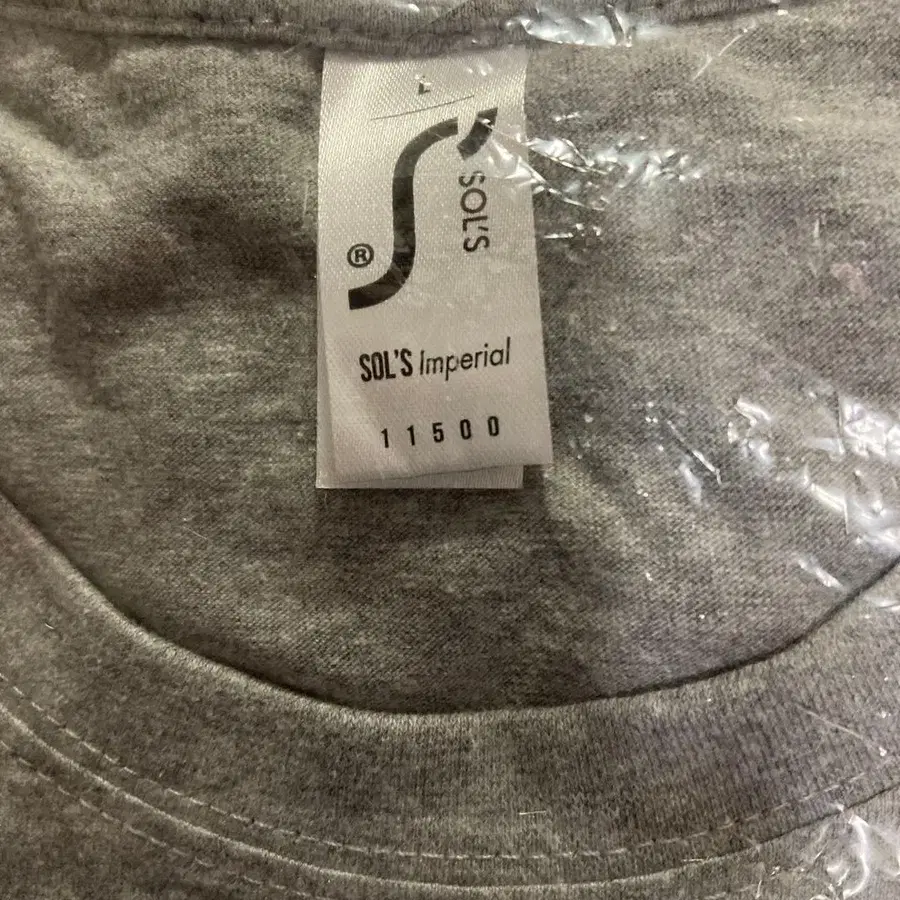 L
SOL'S
®
SOL'S Imperial
11500